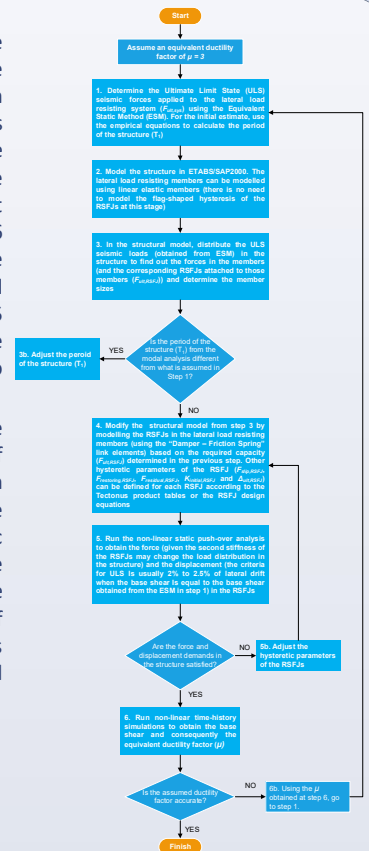 Start
Assume an equivalent ductility
factor of μ = 3
1. Determine the Ultimate Limit State (ULS)
seismic forces applied to the lateral load
resisting system (Fult,sys) using the Equivalent
Static Method (ESM). For the initial estimate, use
the empirical equations to calculate the period
of the structure (T1)
2. Model the structure in ETABS/SAP2000. The
lateral load resisting members can be modelled
using linear elastic members (there is no need
to model the flag-shaped hysteresis of the
RSFJs at this stage)
3. In the structural model, distribute the ULS
seismic loads (obtained from ESM) in the
structure to find out the forces in the members
(and the corresponding RSFJs attached to those
members (Fult,RSFJ)) and determine the member
sizes
Is the period of the
structure (T1) from the
modal analysis different
from what is assumed in
Step 1?
YES
3b. Adjust the peroid
of the structure (T1)
NO
4. Modify the structural model from step 3 by
modelling the RSFJs in the lateral load resisting
members (using the "Damper – Friction Spring"
link elements) based on the required capacity
(Fult,RSFJ) determined in the previous step. Other
hysteretic parameters of the RSFJ (Fslip,RSFJ,
Frestoring,RSFJ, Fresidual,RSFJ, Kinitial,RSFJ and Δult,RSFJ)
can be defined for each RSFJ according to the
Tectonus product tables or the RSFJ design
equations
5. Run the non-linear static push-over analysis
to obtain the force (given the second stiffness of
the RSFJs may change the load distribution in
the structure) and the displacement (the criteria
for ULS is usually 2% to 2.5% of lateral drift
when the base shear is equal to the base shear
obtained from the ESM in step 1) in the RSFJs
Are the force and
displacement demands in
the structure satisfied?
NO
5b. Adjust the
hysteretic parameters
of the RSFJs
YES
6. Run non-linear time-history
simulations to obtain the base
shear and consequently the
equivalent ductility factor (μ)
Is the assumed ductility
factor accurate?
NO
6b. Using the μ
obtained at step 6, go
to step 1.
YES
Finish